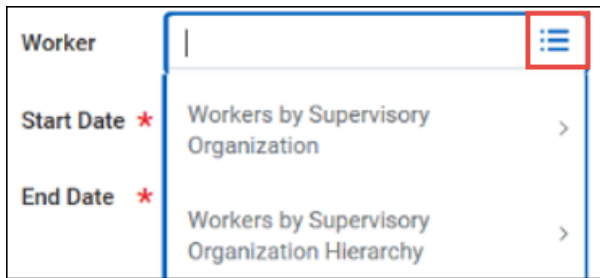 Worker
Start Date *
Workers by Supervisory
Organization
End Date *
Workers by Supervisory
Organization Hierarchy